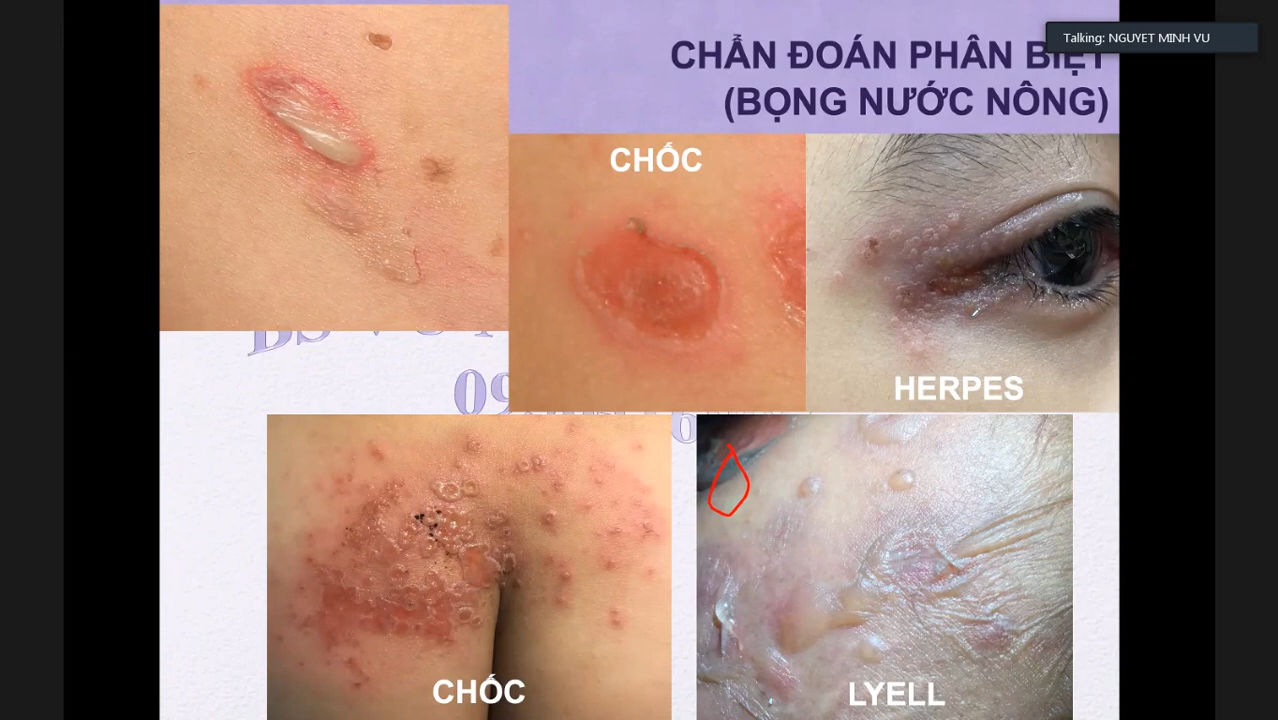 Talking: NGUYET MINH VU
CHẨN ĐOÁN PHÂN BIỆT
(BỌNG NƯỚC NÔNG)
CHỐC
HERPES
CHỐC
LYELL